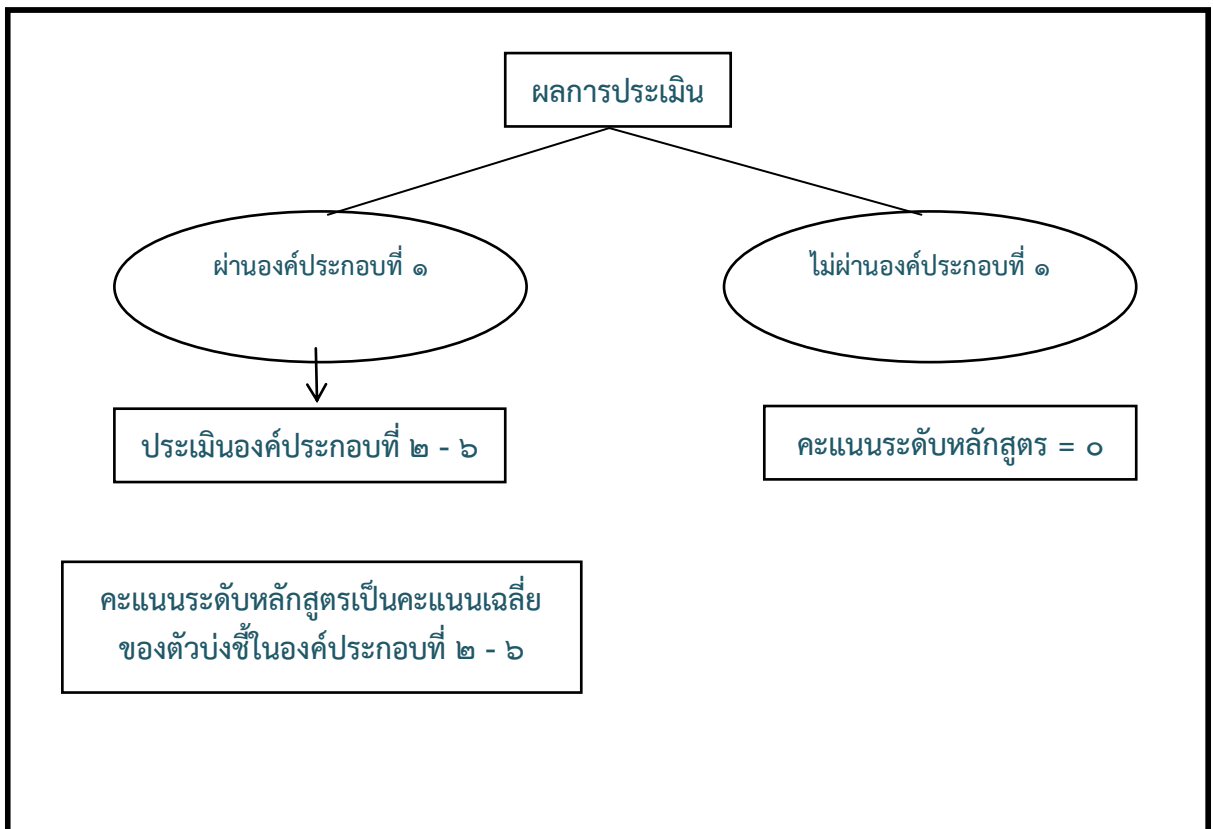 ผลการประเมิน
ผ่านองค์ประกอบที่ ๑
ไม่ผ่านองค์ประกอบที่ ๑
ประเมินองค์ประกอบที่ ๒ - ๖
คะแนนระดับหลักสูตร = ๐
คะแนนระดับหลักสูตรเป็นคะแนนเฉลี่ย
ของตัวบ่งชี้ในองค์ประกอบที่ ๒ - ๖